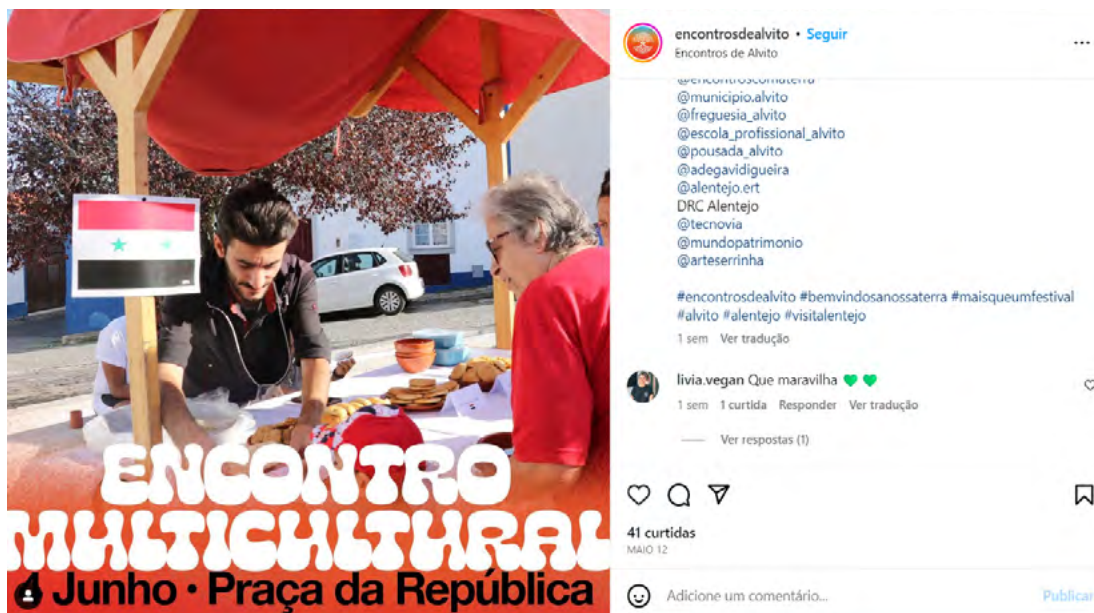 ENCONTRO
MULTICULTURAL
4 Junho · Praça da República
encontrosdealvito • Seguir
Encontros de Alvito
@encontroscomaterra
@municipio.alvito
@freguesia_alvito
@escola_profissional_alvito
@pousada_alvito
@adegavidigueira
@alentejo.ert
DRC Alentejo
@tecnovia
@mundopatrimonio
@arteserrinha
#encontrosdealvito #bemvindosanossaterra #maisqueumfestival
#alvito #alentejo #visitalentejo
1 sem Ver tradução
livia.vegan Que maravilha 💚 💚
1 sem 1 curtida Responder Ver tradução
Ver respostas (1)
41 curtidas
MAIO 12
Adicione um comentário...
Publicar